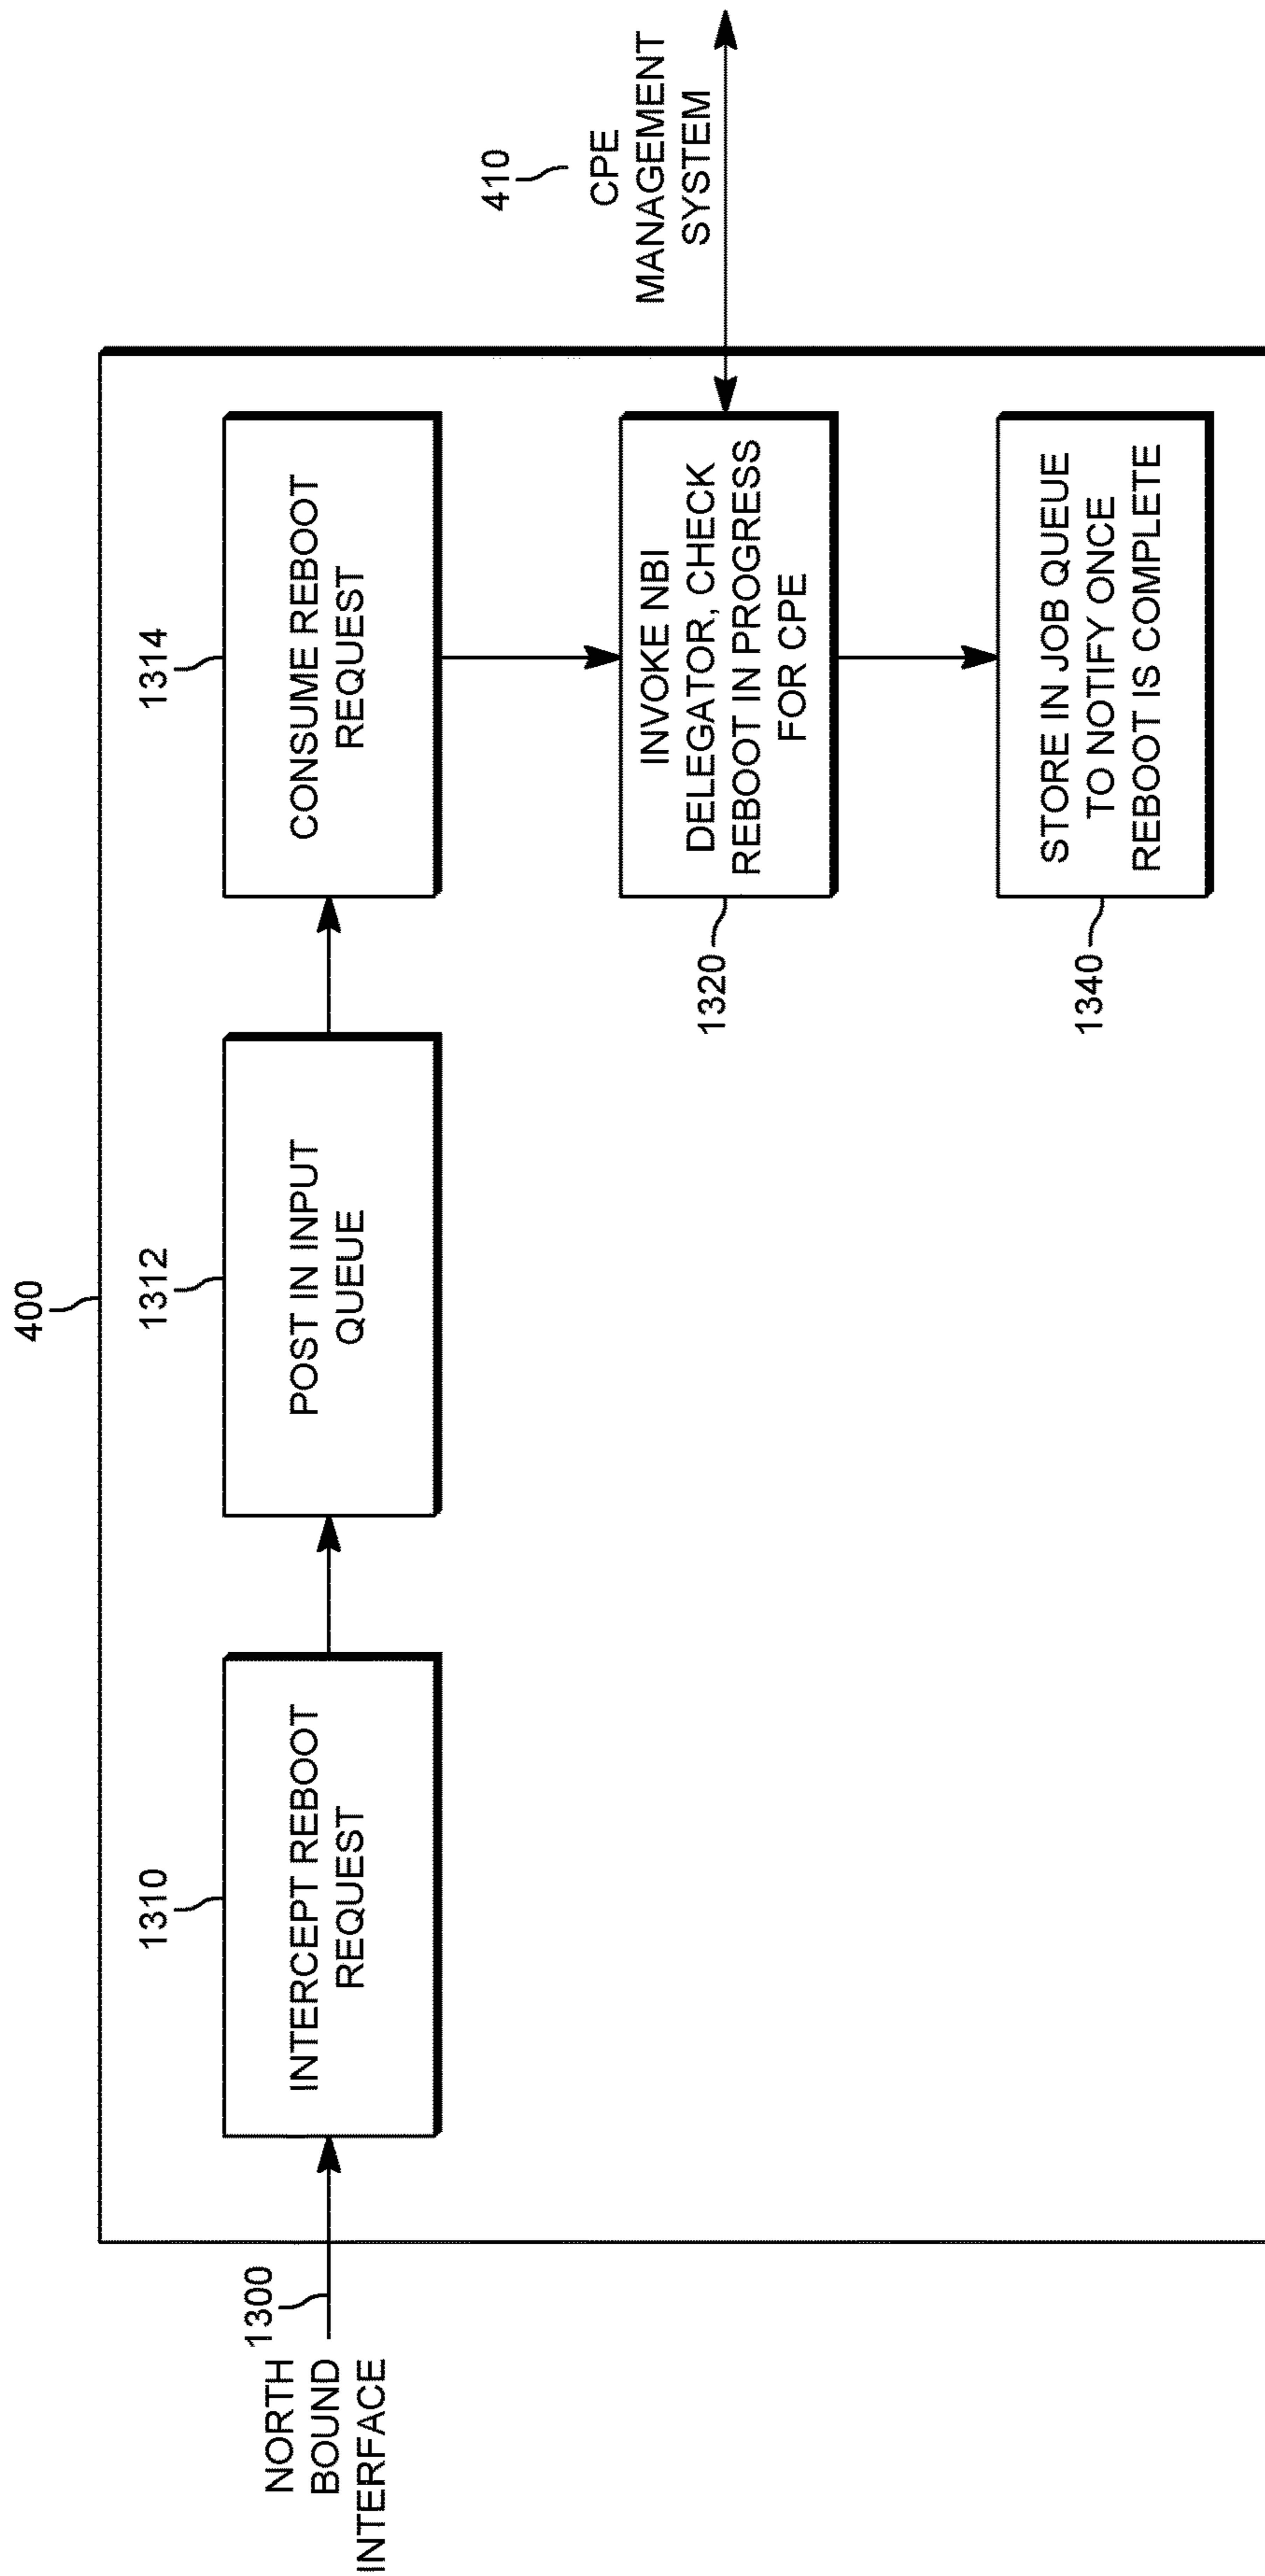 400
NORTH
BOUND
INTERFACE
1300
1310
INTERCEPT REBOOT
REQUEST
1312
POST IN INPUT
QUEUE
1314
CONSUME REBOOT
REQUEST
1320
INVOKE NBI
DELEGATOR, CHECK
REBOOT IN PROGRESS
FOR CPE
410
CPE
MANAGEMENT
SYSTEM
1340
STORE IN JOB QUEUE
TO NOTIFY ONCE
REBOOT IS COMPLETE